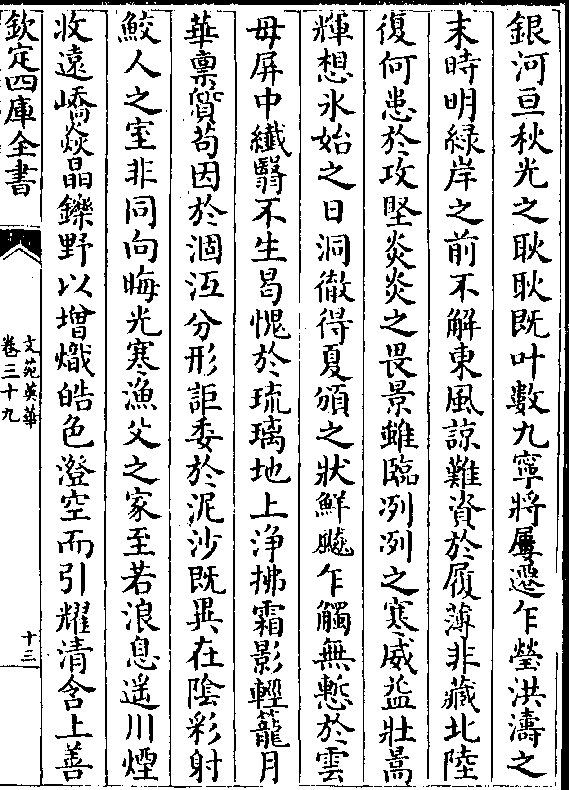 銀河亘秋光之耿耿既叶數九寜將屢遷乍瑩洪濤之
末時明緑岸之前不解東風諒難資於履薄非藏北陸
復何患於攻堅炎炎之畏景雖臨冽冽之寒威益壯暠
輝想氷始之日洞徹得夏頒之狀鮮飈乍觸無慙於雲
母屏中纎翳不生曷愧於琉璃地上浄拂霜影輕籠月
華禀質茍因於涸沍分形詎委於泥沙既異在隂彩射
鮫人之室非同向晦光寒漁父之家至若浪息遥川煙
收遠嶠焱晶鑠野以增熾皓色澄空而引耀清含上善
欽定四庫全書
文苑英華
卷三十九
十三